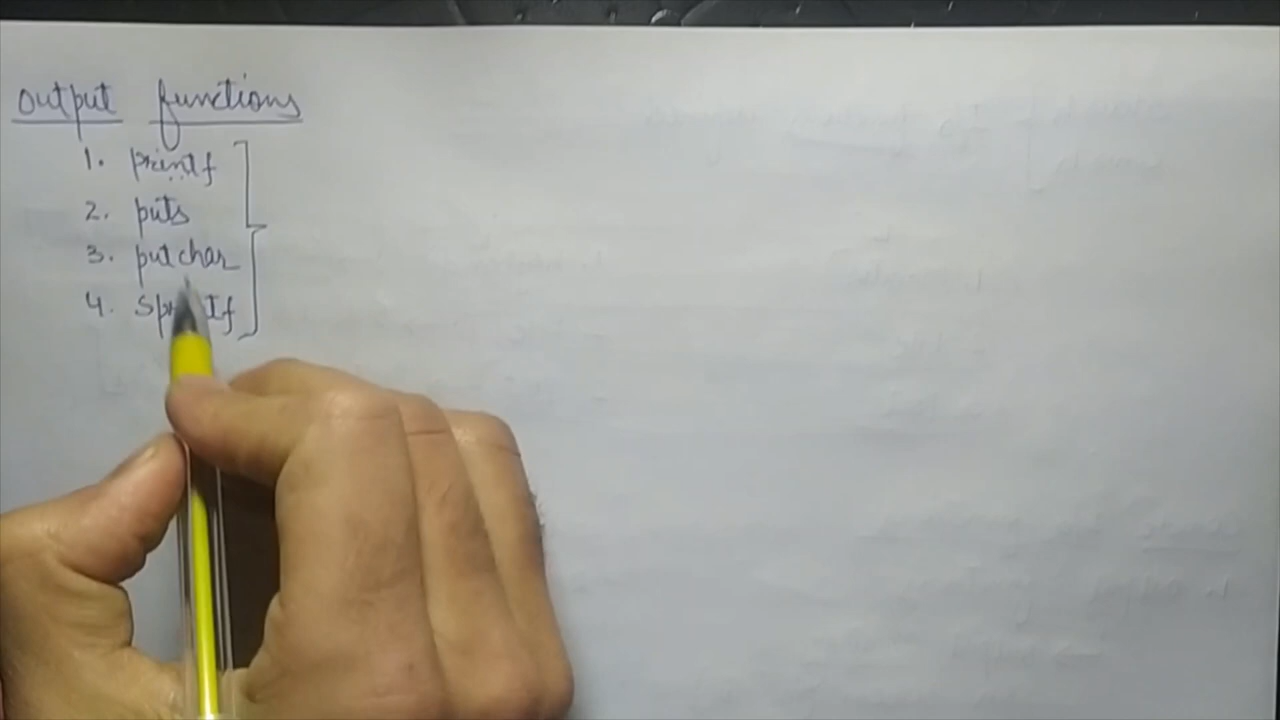 output functions
1. printf
2. puts
3. putchar
4.